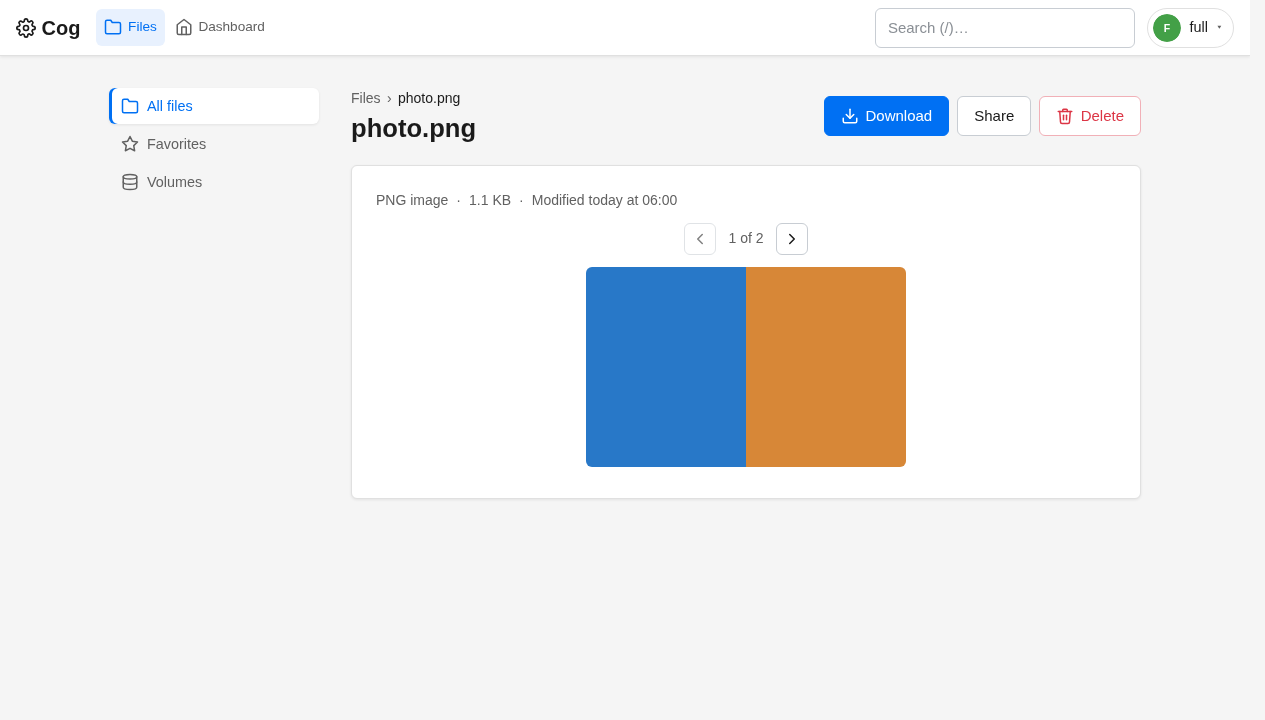 Cog
Files
Dashboard
Search (/)…
F
full
All files
Favorites
Volumes
Files › photo.png
photo.png
Download
Share
Delete
PNG image · 1.1 KB · Modified today at 06:00
1 of 2